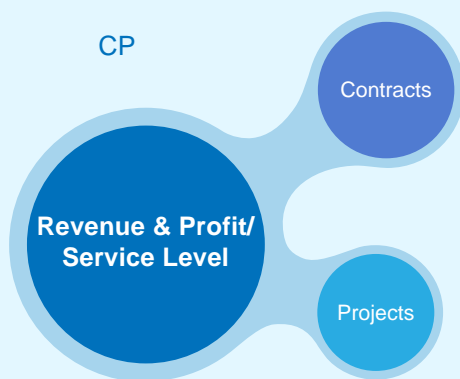 CP
Contracts
Revenue & Profit/
Service Level
Projects